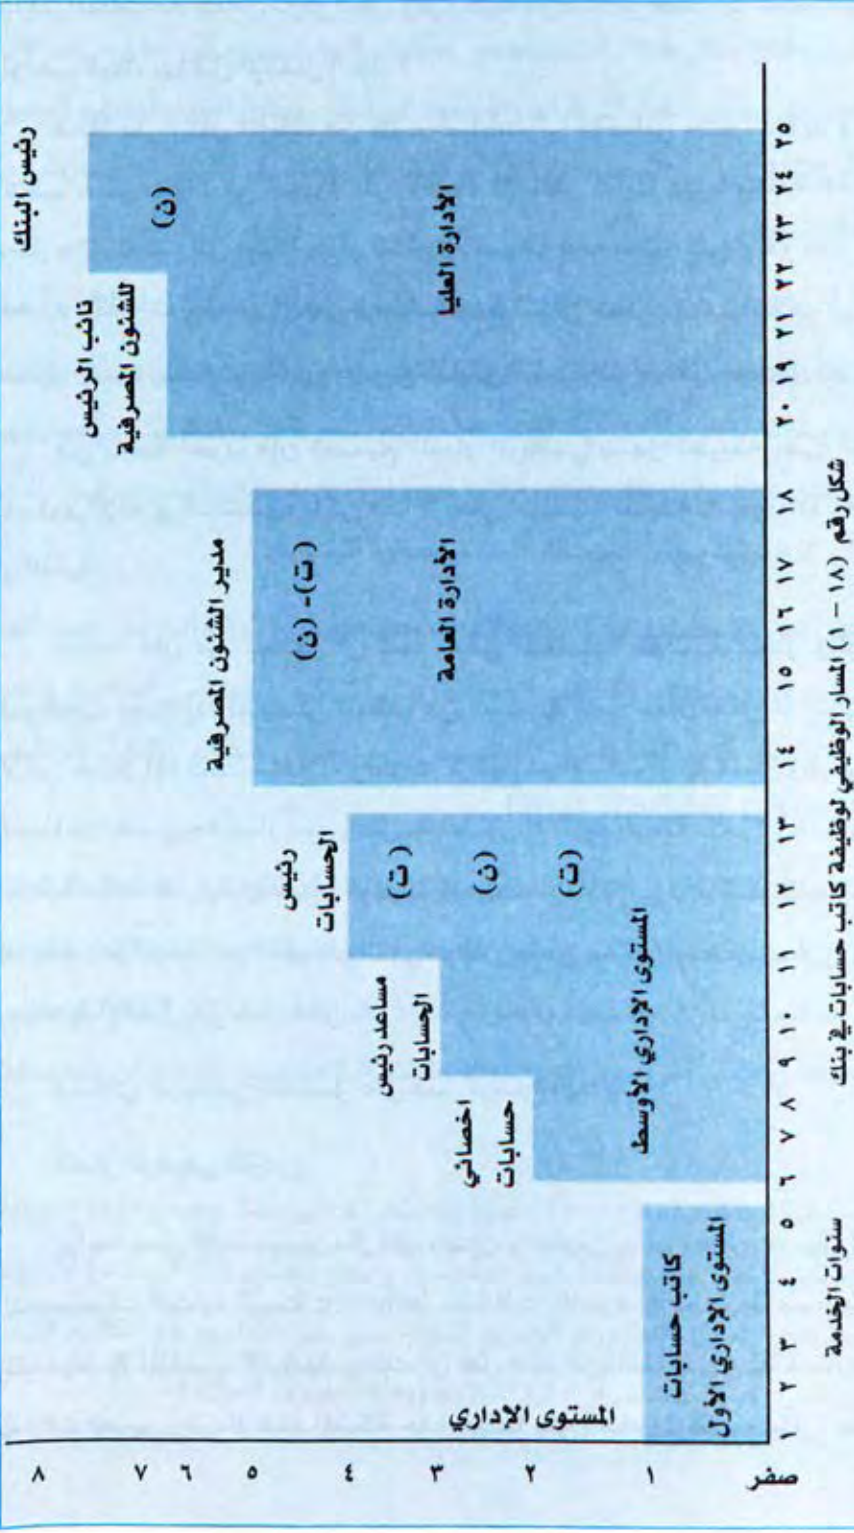 رئيس البنك
نائب الرئيس
للشئون المصرفية
(ن)
الأدارة العليا
مدير الشئون المصرفية
(ت) - (ن)
الأدارة العامة
رئيس
الحسابات
(ت)
(ن)
(ت)
مساعد رئيس
الحسابات
اخصائي
حسابات
المستوى الإداري الأوسط
كاتب حسابات
المستوى الإداري الأول
المستوى الإداري
٨
٧
٦
٥
٤
٣
٢
١
صفر
١ ٢ ٣ ٤ ٥ ٦ ٧ ٨ ٩ ١٠ ١١ ١٢ ١٣ ١٤ ١٥ ١٦ ١٧ ١٨ ١٩ ٢٠ ٢١ ٢٢ ٢٣ ٢٤ ٢٥
سنوات الخدمة
شكل رقم (١٨ – ١) المسار الوظيفي لوظيفة كاتب حسابات في بنك